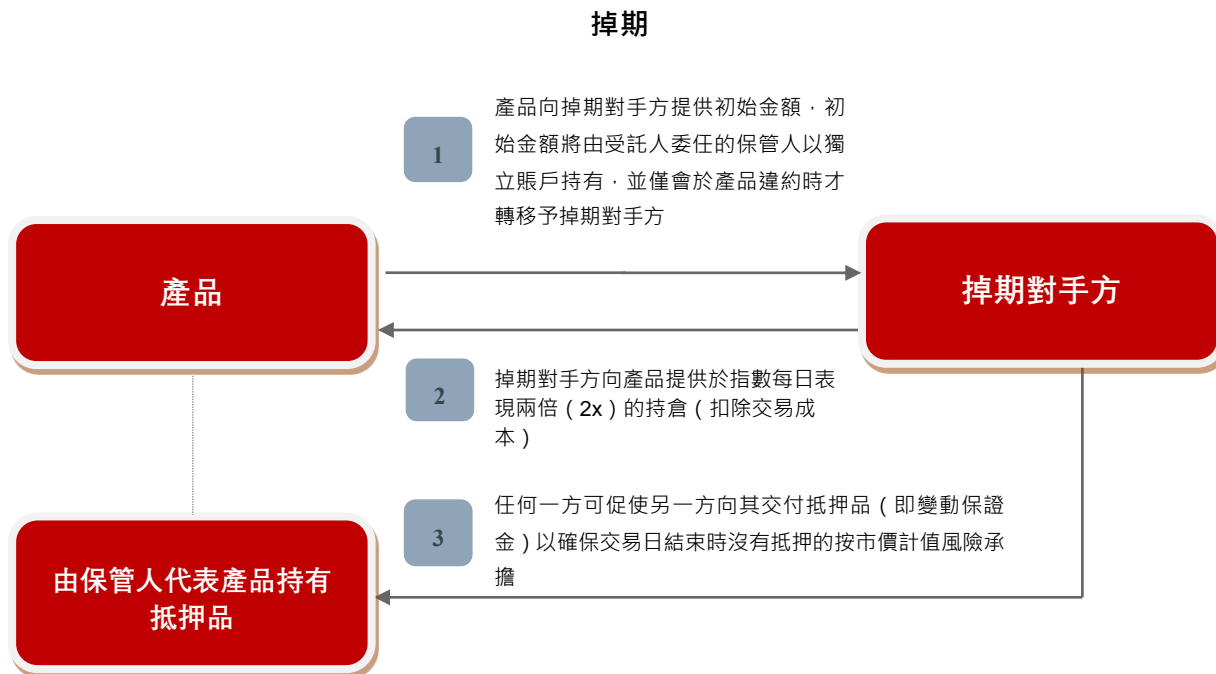 掉期
1
產品向掉期對手方提供初始金額，初
始金額將由受託人委任的保管人以獨
立賬戶持有，並僅會於產品違約時才
轉移予掉期對手方
產品
掉期對手方
2
掉期對手方向產品提供於指數每日表
現兩倍（2x）的持倉（扣除交易成
本）
3
任何一方可促使另一方向其交付抵押品（即變動保證
金）以確保交易日結束時沒有抵押的按市價計值風險承
擔
由保管人代表產品持有
抵押品